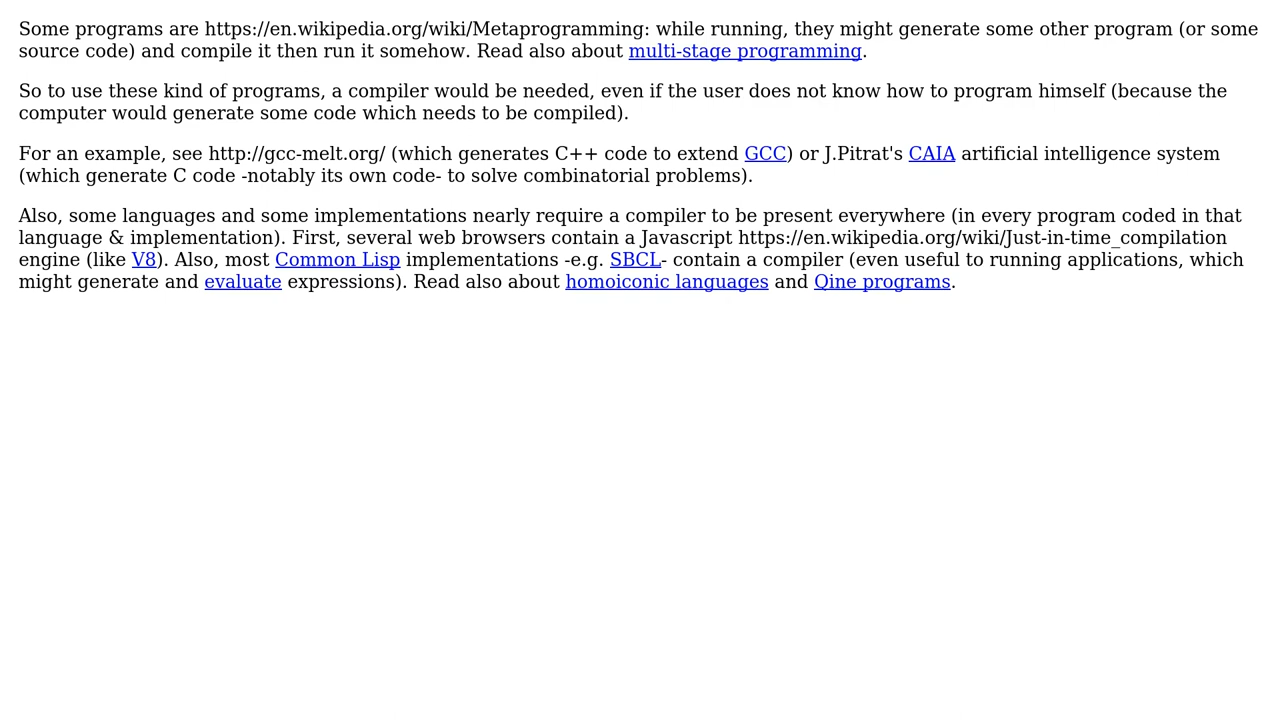 Some programs are https://en.wikipedia.org/wiki/Metaprogramming: while running, they might generate some other program (or some
source code) and compile it then run it somehow. Read also about multi-stage programming.
So to use these kind of programs, a compiler would be needed, even if the user does not know how to program himself (because the
computer would generate some code which needs to be compiled).
For an example, see http://gcc-melt.org/ (which generates C++ code to extend GCC) or J.Pitrat's CAIA artificial intelligence system
(which generate C code -notably its own code- to solve combinatorial problems).
Also, some languages and some implementations nearly require a compiler to be present everywhere (in every program coded in that
language & implementation). First, several web browsers contain a Javascript https://en.wikipedia.org/wiki/Just-in-time_compilation
engine (like V8). Also, most Common Lisp implementations -e.g. SBCL- contain a compiler (even useful to running applications, which
might generate and evaluate expressions). Read also about homoiconic languages and Qine programs.